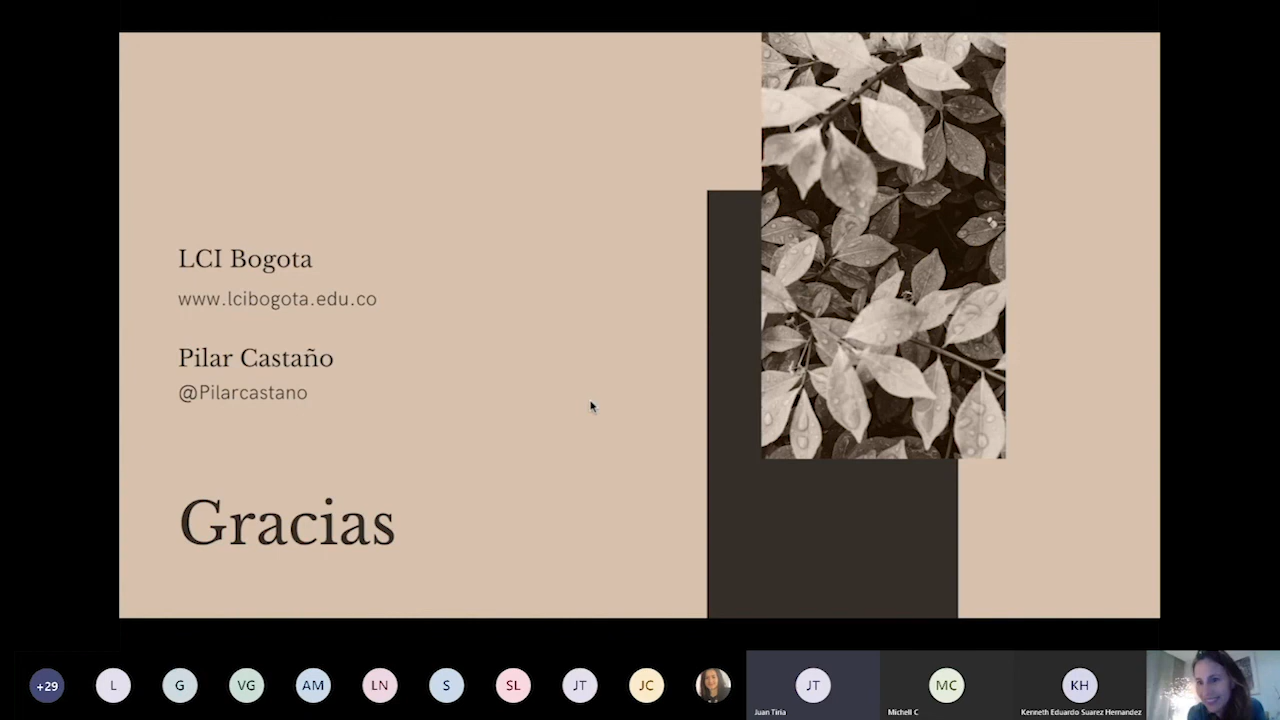 LCI Bogota
www.lcibogota.edu.co
Pilar Castaño
@Pilarcastano
Gracias
+29
L
G
VG
AM
LN
S
SL
JT
JC
JT
Juan Tiria
MC
Michell C
KH
Kenneth Eduardo Suarez Hernandez